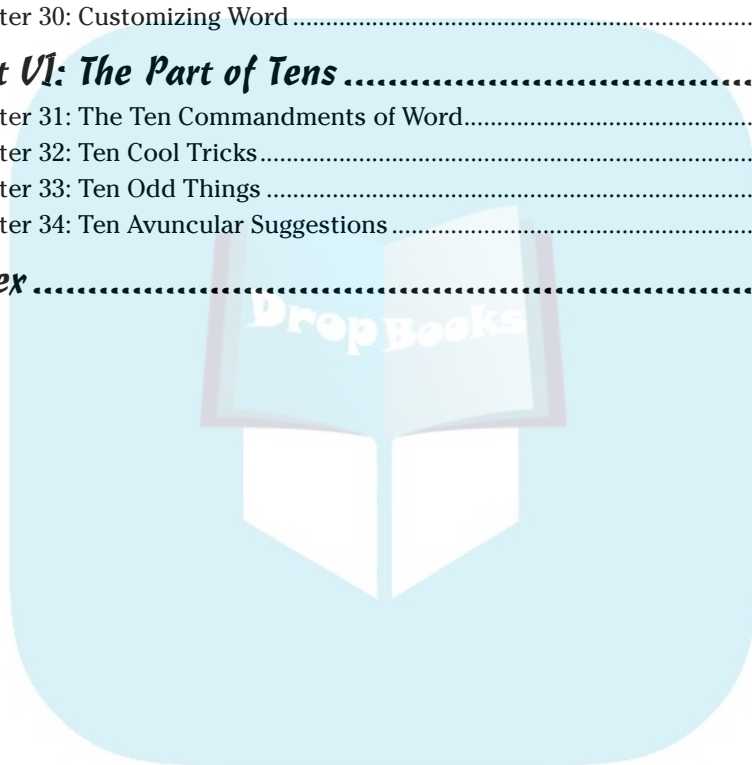 ter 30: Customizing Word ................................................................................
t VI: The Part of Tens ................................................
ter 31: The Ten Commandments of Word..................................................
ter 32: Ten Cool Tricks ......................................................................................
ter 33: Ten Odd Things .....................................................................................
ter 34: Ten Avuncular Suggestions ..............................................................
ex ................................................................................
DropBooks